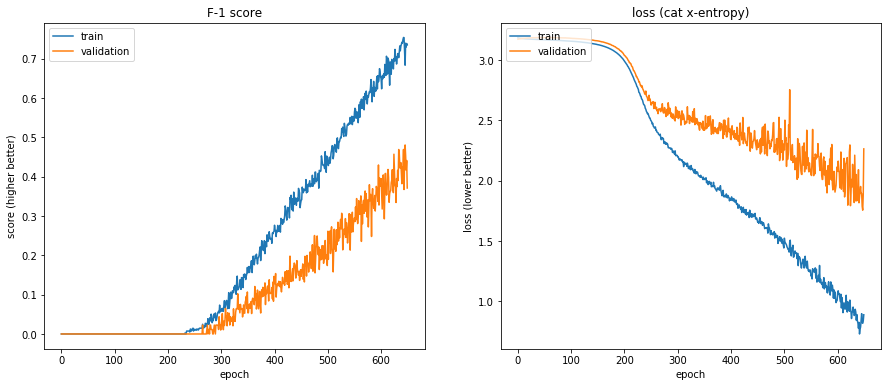 F-1 score
train
validation
score (higher better)
0.7
0.6
0.5
0.4
0.3
0.2
0.1
0.0
0 100 200 300 400 500 600
epoch
loss (cat x-entropy)
train
validation
loss (lower better)
3.0
2.5
2.0
1.5
1.0
0 100 200 300 400 500 600
epoch